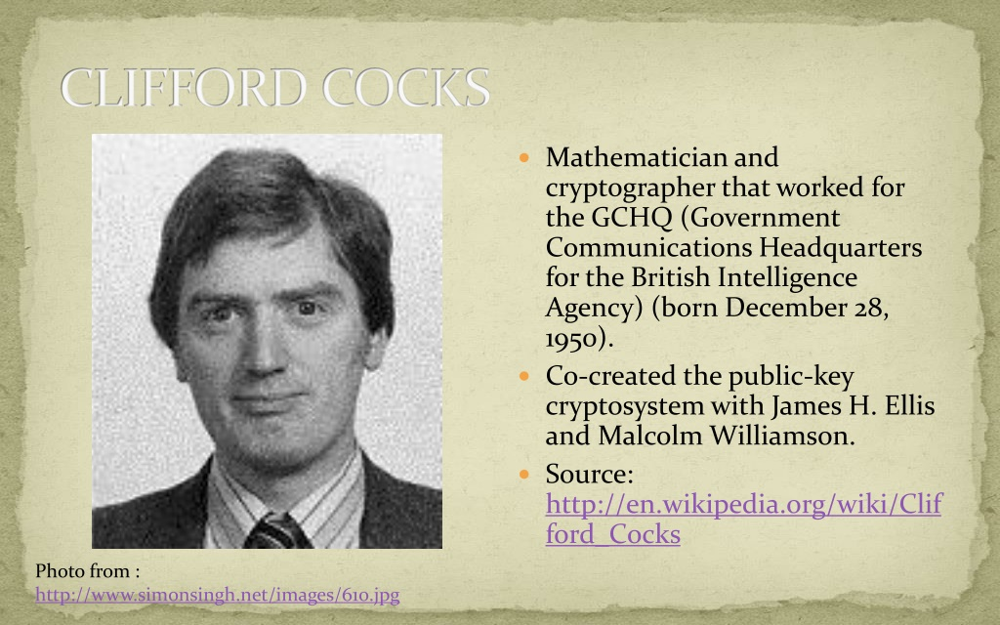 CLIFFORD COCKS
Mathematician and
cryptographer that worked for
the GCHQ (Government
Communications Headquarters
for the British Intelligence
Agency) (born December 28,
1950).
Co-created the public-key
cryptosystem with James H. Ellis
and Malcolm Williamson.
Source:
http://en.wikipedia.org/wiki/Clif
ford_Cocks
Photo from :
http://www.simonsingh.net/images/610.jpg